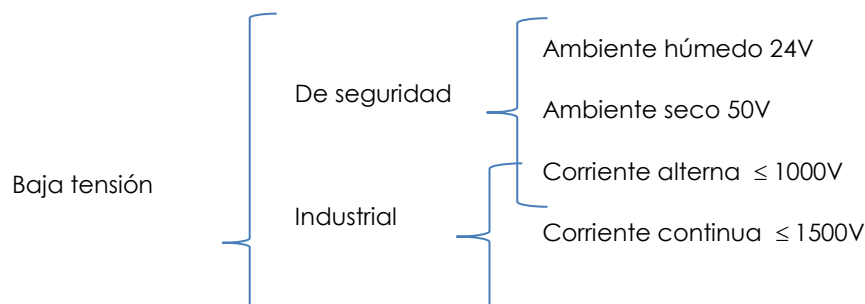 Ambiente húmedo 24V
De seguridad
Ambiente seco 50V
Baja tensión
Corriente alterna ≤ 1000V
Industrial
Corriente continua ≤ 1500V